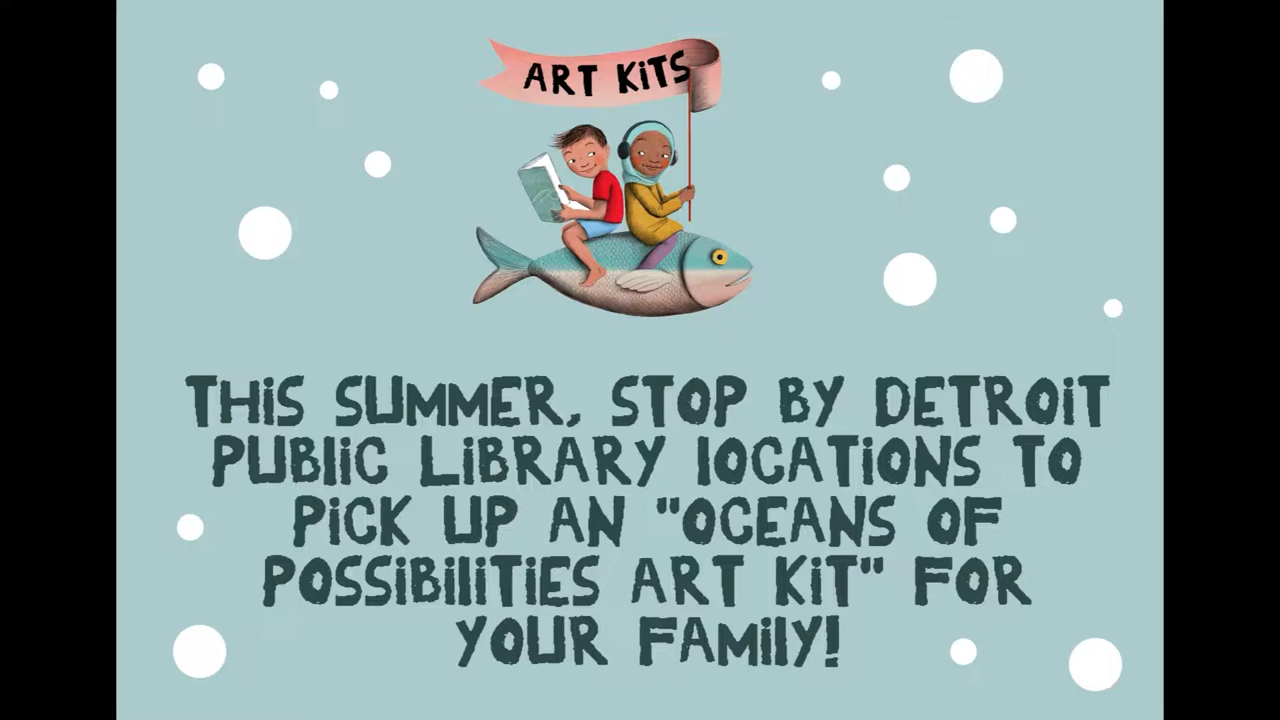 ART KiTS
THiS SUMMER, STOP BY DETROiT
PUBliC LiBRARY lOCATiONS TO
PiCK UP AN "OCEANS OF
POSSiBiliTiES ART KiT" FOR
YOUR FAMilY!